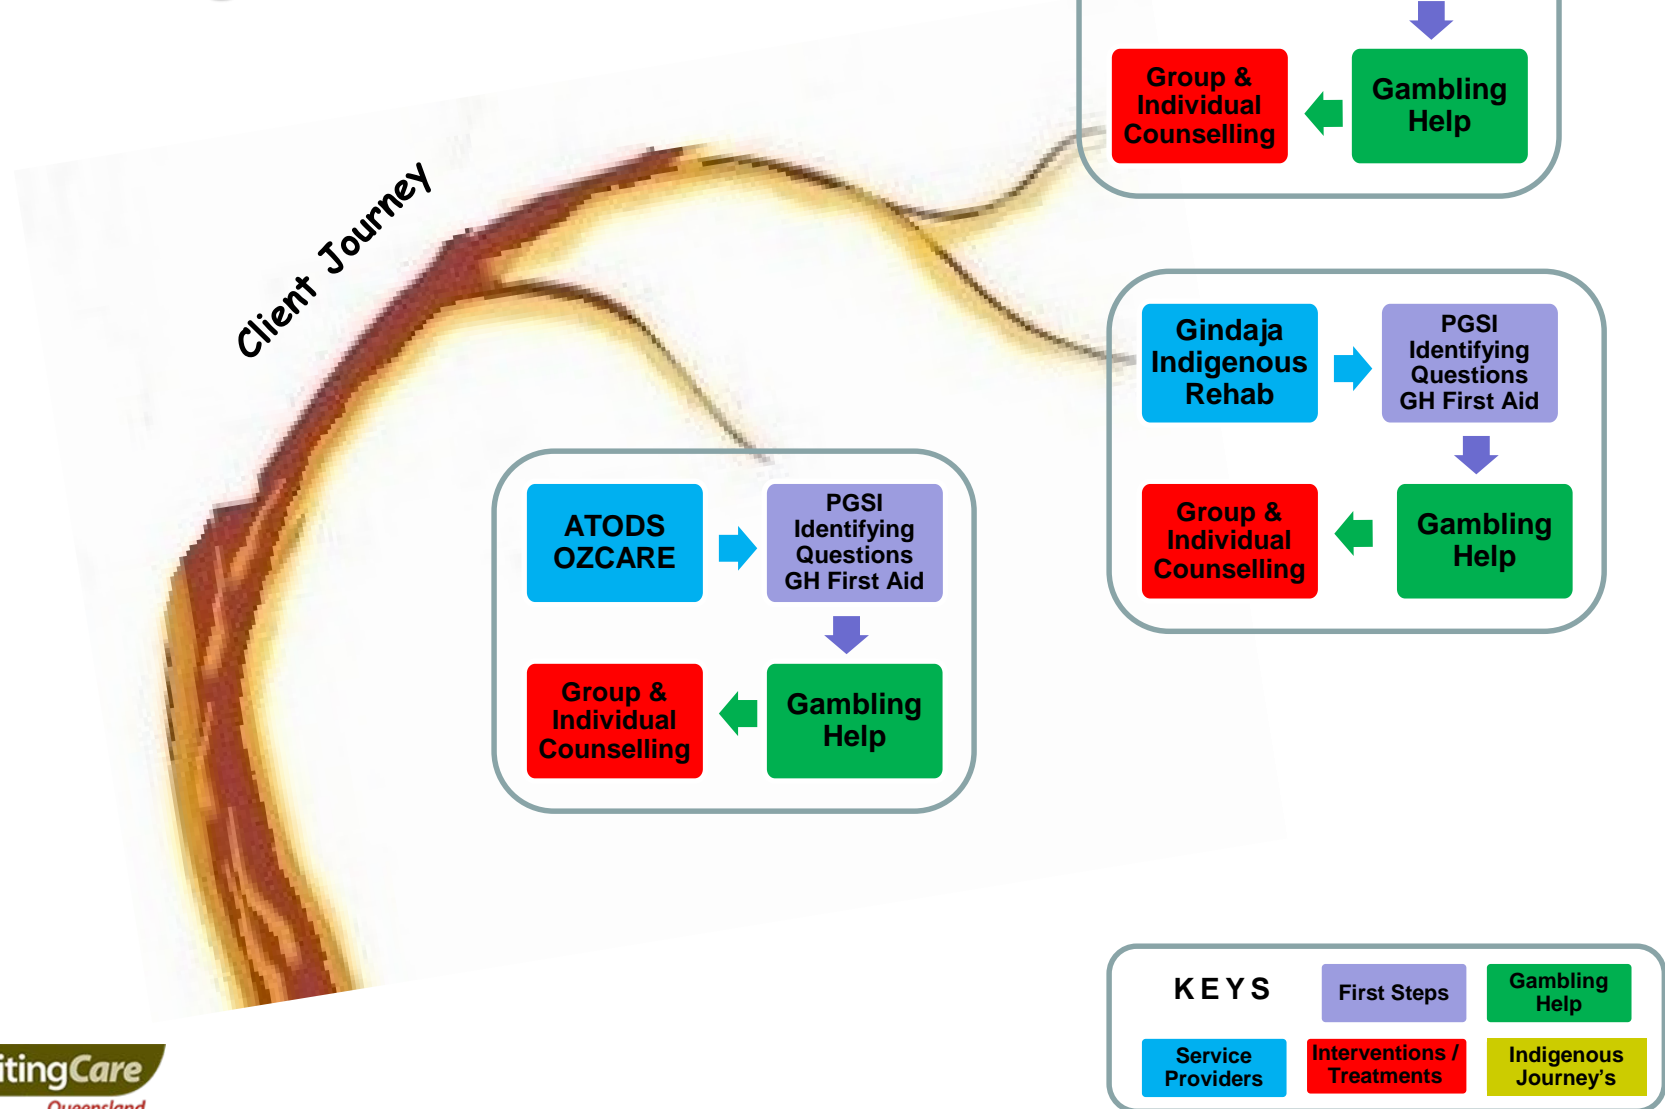 Group &
Individual
Counselling
Gambling
Help
Client Journey
Gindaja
Indigenous
Rehab
PGSI
Identifying
Questions
GH First Aid
Group &
Individual
Counselling
Gambling
Help
ATODS
OZCARE
PGSI
Identifying
Questions
GH First Aid
Group &
Individual
Counselling
Gambling
Help
KEYS
First Steps
Gambling
Help
Service
Providers
Interventions /
Treatments
Indigenous
Journey’s
itingCare
Queensland